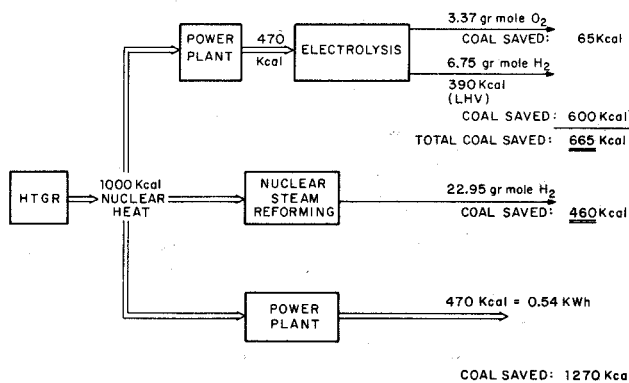 POWER
PLANT
470
Kcal
ELECTROLYSIS
3.37 gr mole O2
COAL SAVED: 65Kcal
6.75 gr mole H2
390 Kcal
(LHV)
COAL SAVED: 600 Kcal
TOTAL COAL SAVED: 665 Kcal
HTGR
1000 Kcal
NUCLEAR
HEAT
NUCLEAR
STEAM
REFORMING
22.95 gr mole H2
COAL SAVED: 460Kcal
POWER
PLANT
470 Kcal = 0.54 KWh
COAL SAVED: 1270 Kca